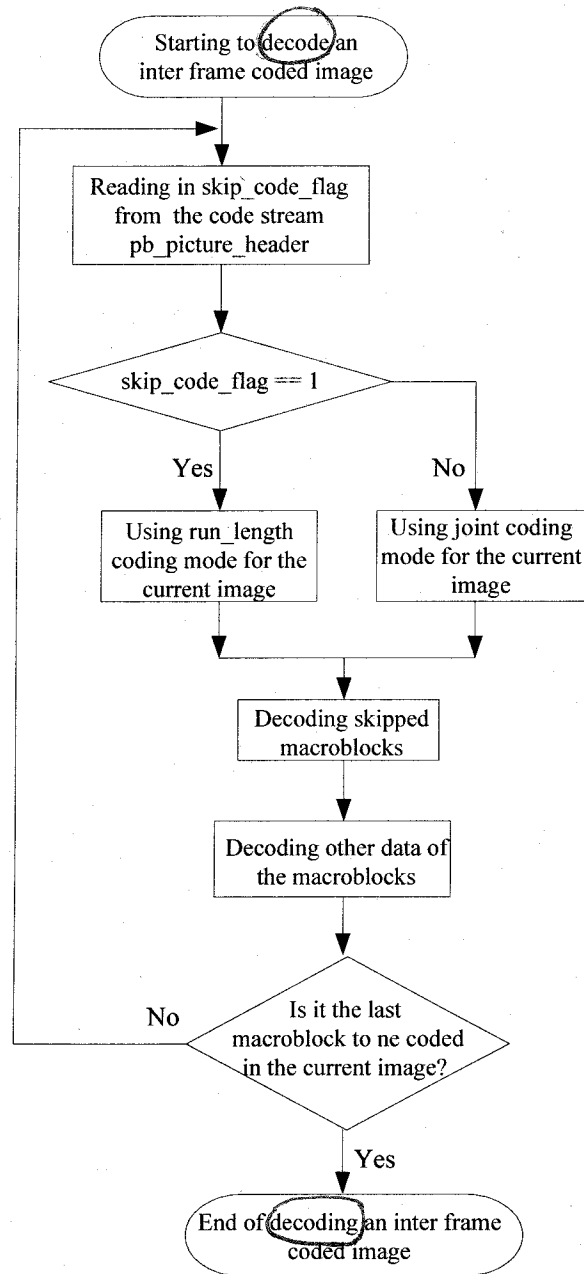 Starting to decode an
inter frame coded image
Reading in skip_code_flag
from the code stream
pb_picture_header
skip_code_flag == 1
Yes
No
Using run_length
coding mode for the
current image
Using joint coding
mode for the current
image
Decoding skipped
macroblocks
Decoding other data of
the macroblocks
Is it the last
macroblock to ne coded
in the current image?
No
Yes
End of decoding an inter frame
coded image